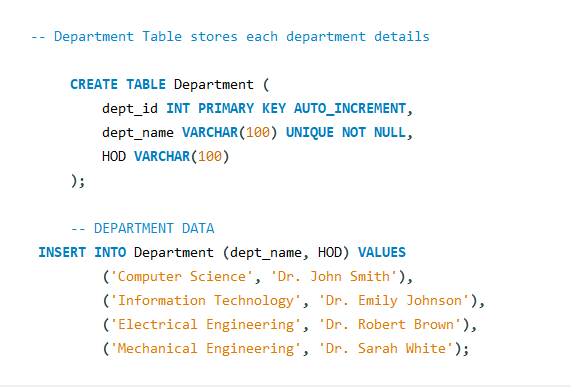 -- Department Table stores each department details
CREATE TABLE Department (
dept_id INT PRIMARY KEY AUTO_INCREMENT,
dept_name VARCHAR(100) UNIQUE NOT NULL,
HOD VARCHAR(100)
);
-- DEPARTMENT DATA
INSERT INTO Department (dept_name, HOD) VALUES
('Computer Science', 'Dr. John Smith'),
('Information Technology', 'Dr. Emily Johnson'),
('Electrical Engineering', 'Dr. Robert Brown'),
('Mechanical Engineering', 'Dr. Sarah White');